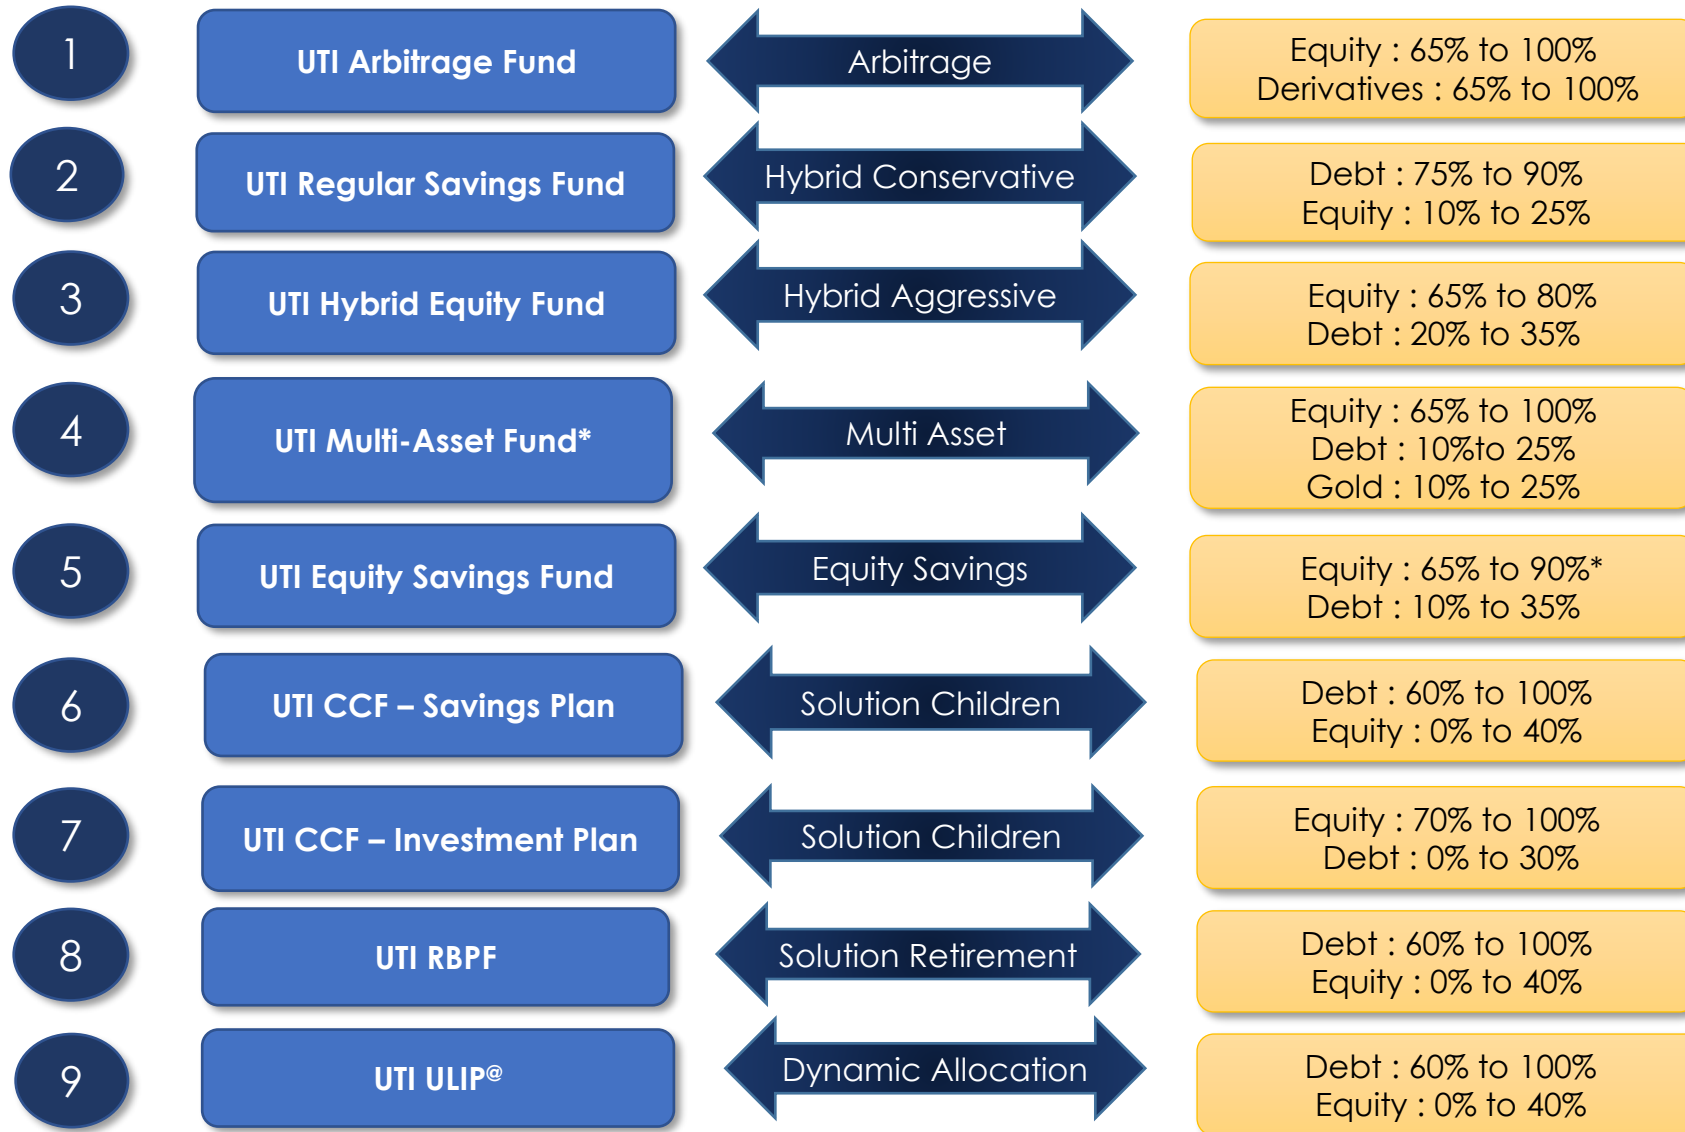 1
UTI Arbitrage Fund
Arbitrage
Equity : 65% to 100%
Derivatives : 65% to 100%
2
UTI Regular Savings Fund
Hybrid Conservative
Debt : 75% to 90%
Equity : 10% to 25%
3
UTI Hybrid Equity Fund
Hybrid Aggressive
Equity : 65% to 80%
Debt : 20% to 35%
4
UTI Multi-Asset Fund*
Multi Asset
Equity : 65% to 100%
Debt : 10%to 25%
Gold : 10% to 25%
5
UTI Equity Savings Fund
Equity Savings
Equity : 65% to 90%*
Debt : 10% to 35%
6
UTI CCF – Savings Plan
Solution Children
Debt : 60% to 100%
Equity : 0% to 40%
7
UTI CCF – Investment Plan
Solution Children
Equity : 70% to 100%
Debt : 0% to 30%
8
UTI RBPF
Solution Retirement
Debt : 60% to 100%
Equity : 0% to 40%
9
UTI ULIP@
Dynamic Allocation
Debt : 60% to 100%
Equity : 0% to 40%